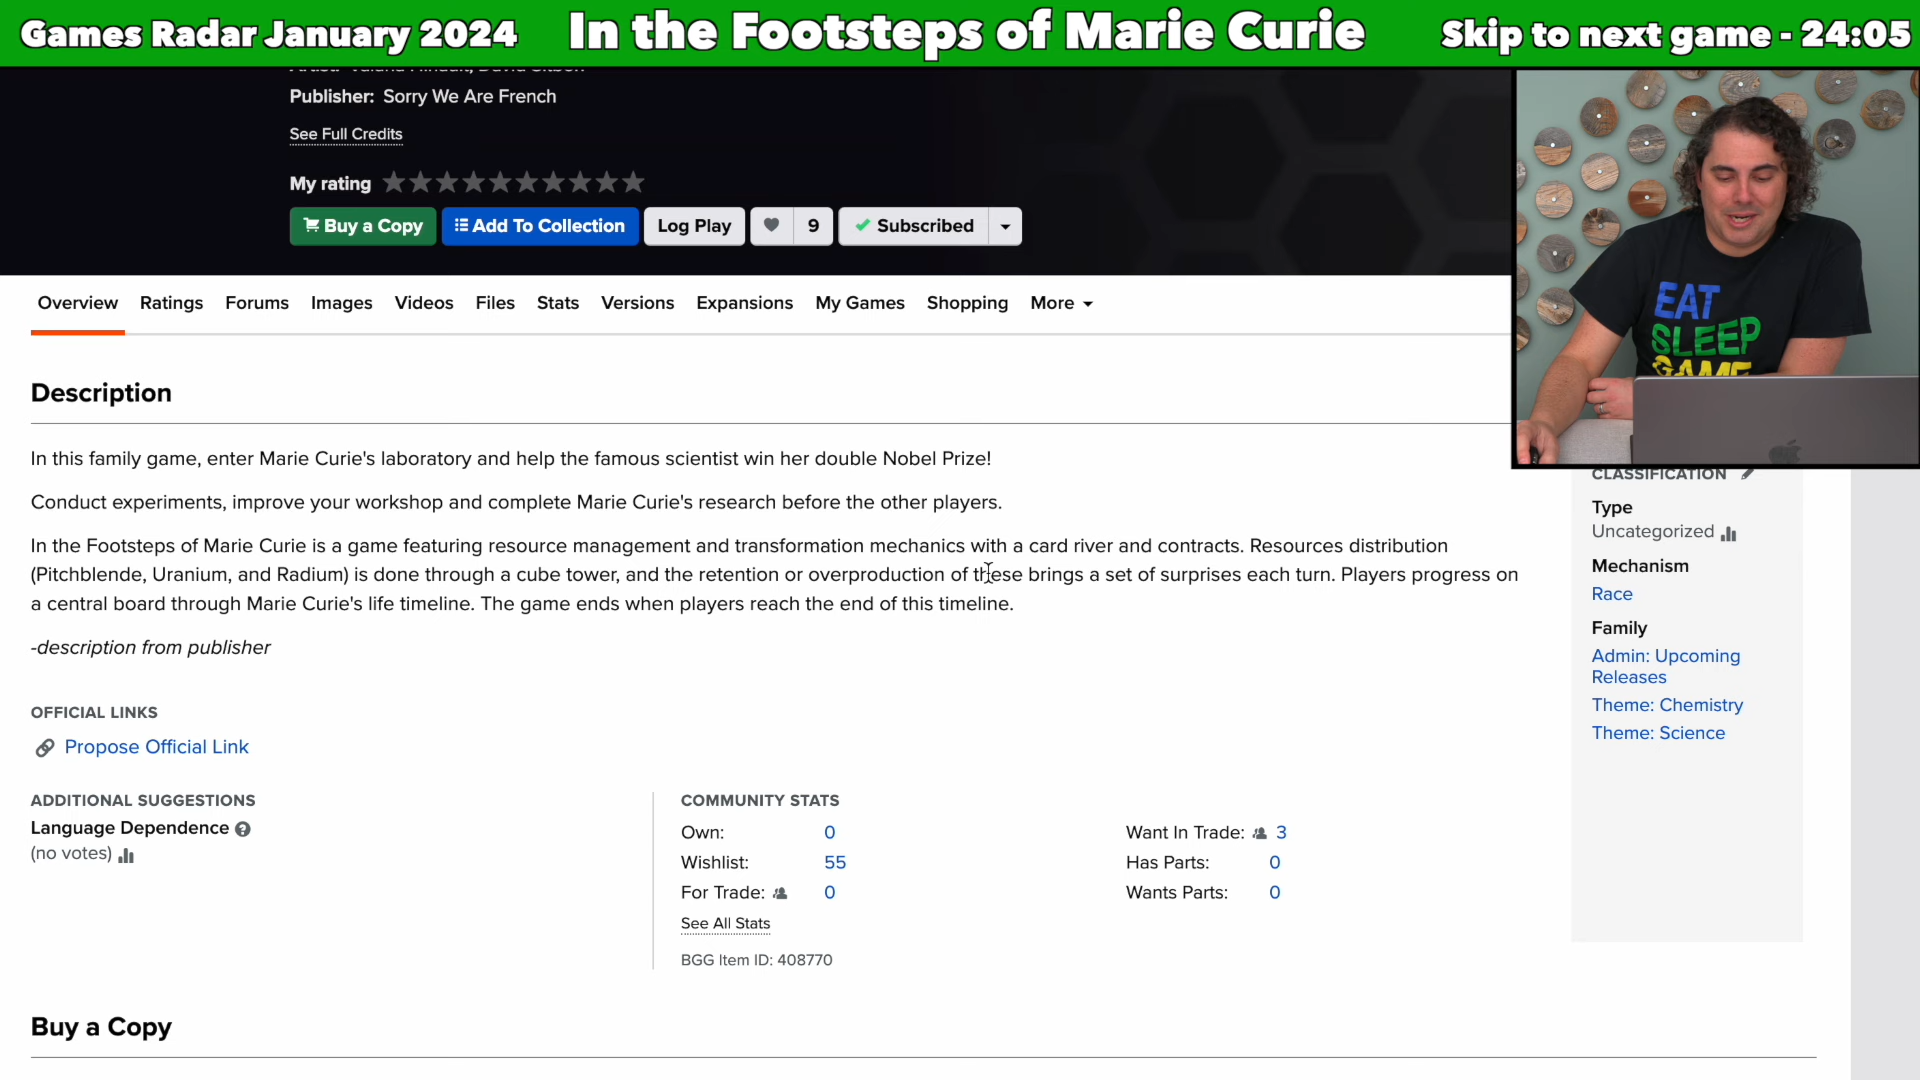 Games Radar January 2024
In the Footsteps of Marie Curie
Skip to next game - 24:05
Publisher: Sorry We Are French
See Full Credits
My rating
Buy a Copy
Add To Collection
Log Play
9
Subscribed
Overview
Ratings
Forums
Images
Videos
Files
Stats
Versions
Expansions
My Games
Shopping
More
EAT
SLEEP
GAME
Description
In this family game, enter Marie Curie's laboratory and help the famous scientist win her double Nobel Prize!
Conduct experiments, improve your workshop and complete Marie Curie's research before the other players.
In the Footsteps of Marie Curie is a game featuring resource management and transformation mechanics with a card river and contracts. Resources distribution
(Pitchblende, Uranium, and Radium) is done through a cube tower, and the retention or overproduction of these brings a set of surprises each turn. Players progress on
a central board through Marie Curie's life timeline. The game ends when players reach the end of this timeline.
-description from publisher
OFFICIAL LINKS
Propose Official Link
ADDITIONAL SUGGESTIONS
Language Dependence
(no votes)
COMMUNITY STATS
Own: 0
Wishlist: 55
For Trade: 0
See All Stats
BGG Item ID: 408770
Want In Trade: 3
Has Parts: 0
Wants Parts: 0
CLASSIFICATION
Type
Uncategorized
Mechanism
Race
Family
Admin: Upcoming
Releases
Theme: Chemistry
Theme: Science
Buy a Copy